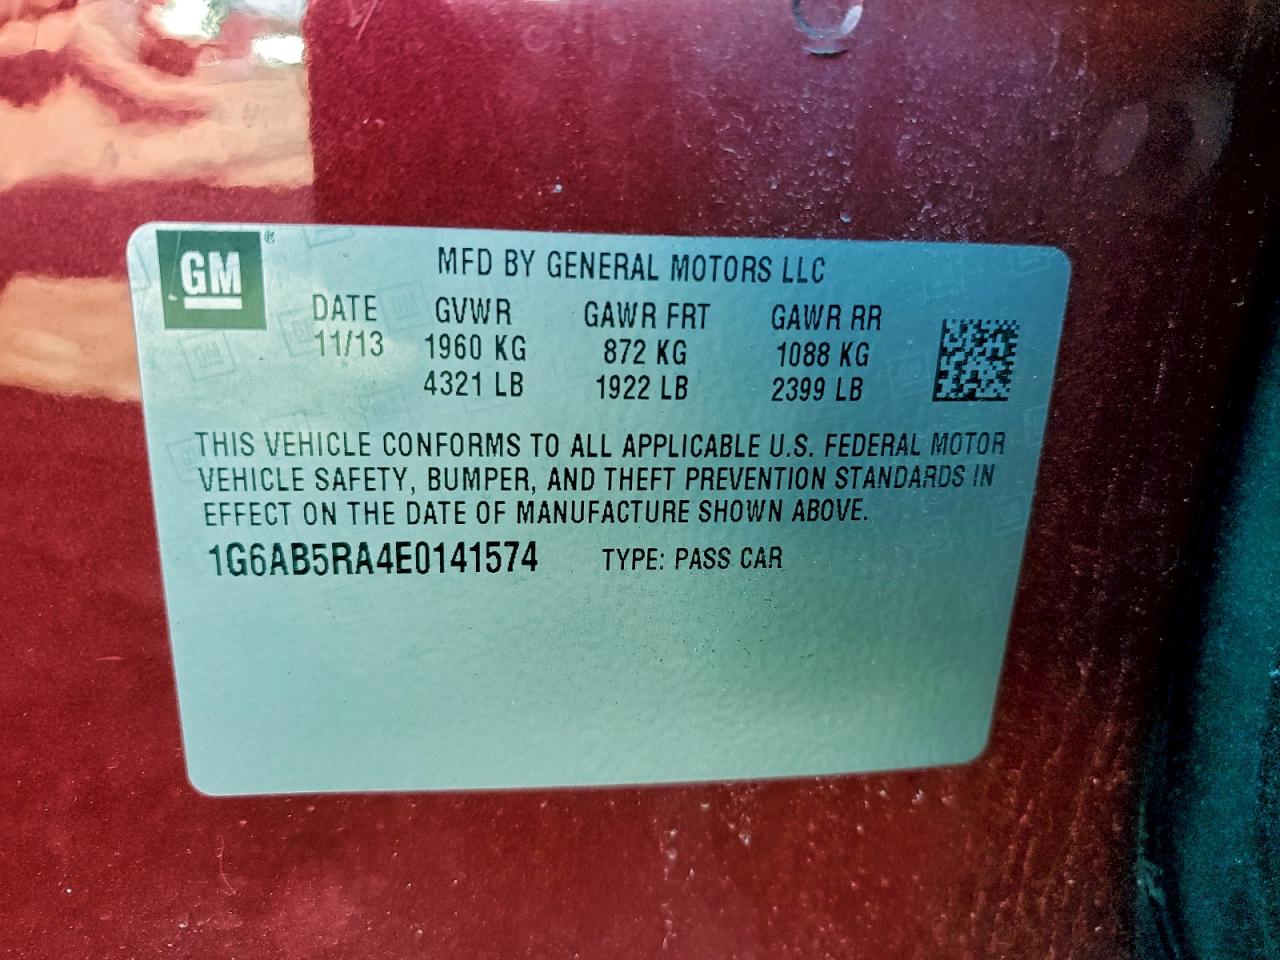 GM ®
MFD BY GENERAL MOTORS LLC
DATE GVWR GAWR FRT GAWR RR
11/13 1960 KG 872 KG 1088 KG
4321 LB 1922 LB 2399 LB
THIS VEHICLE CONFORMS TO ALL APPLICABLE U.S. FEDERAL MOTOR
VEHICLE SAFETY, BUMPER, AND THEFT PREVENTION STANDARDS IN
EFFECT ON THE DATE OF MANUFACTURE SHOWN ABOVE.
1G6AB5RA4E0141574 TYPE: PASS CAR